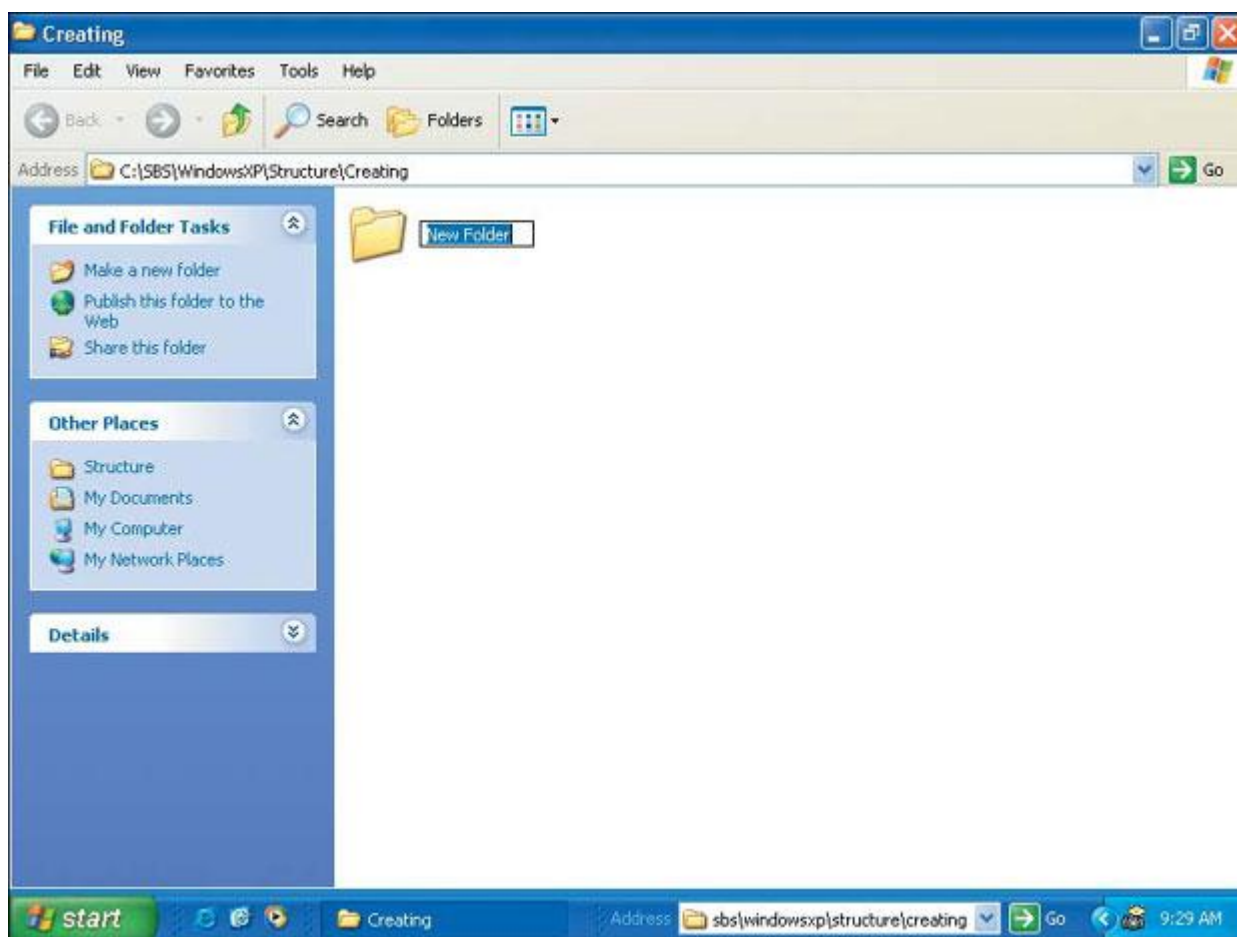 Creating
File Edit View Favorites Tools Help
Back Search Folders
Address C:\SBS\WindowsXP\Structure\Creating Go
File and Folder Tasks
Make a new folder
Publish this folder to the
Web
Share this folder
Other Places
Structure
My Documents
My Computer
My Network Places
Details
New Folder
start Creating Address sbs\windowsxp\structure\creating Go 9:29 AM